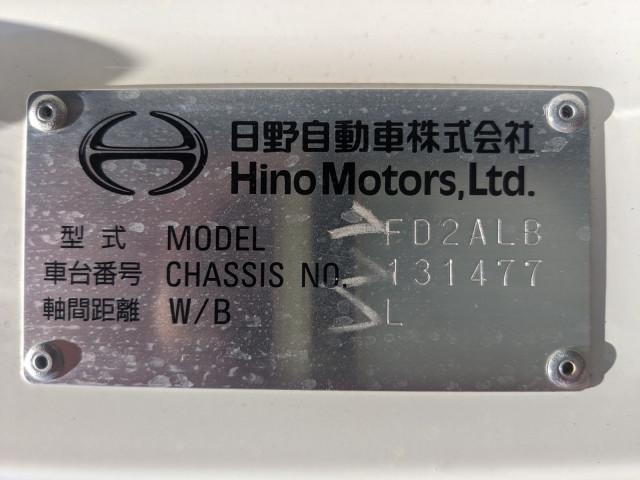 日野自動車株式会社
Hino Motors, Ltd.
型式 MODEL FD2ALB
車台番号 CHASSIS NO. 131477
軸間距離 W/B L